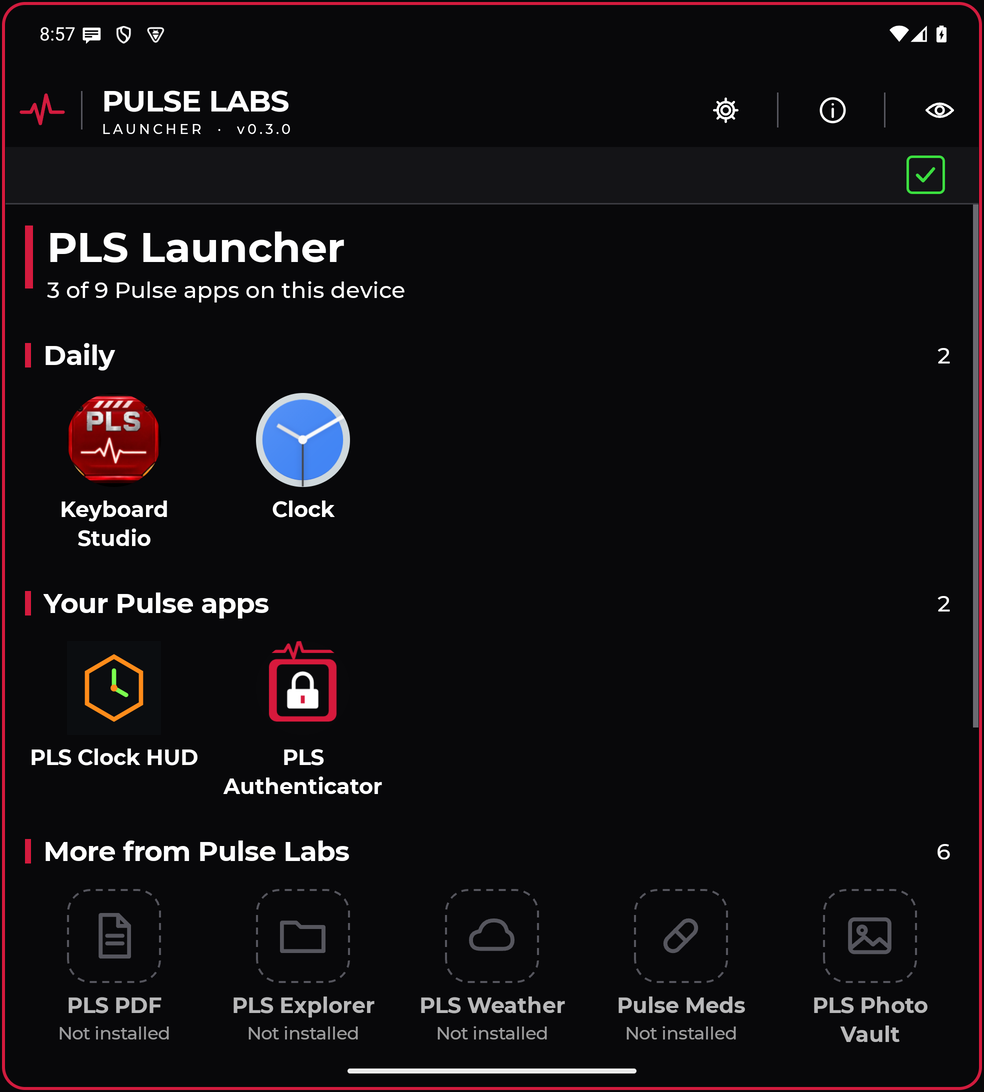 8:57
PULSE LABS
LAUNCHER · v0.3.0
PLS Launcher
3 of 9 Pulse apps on this device
Daily 2
PLS
Keyboard Studio
Clock
Your Pulse apps 2
PLS Clock HUD
PLS Authenticator
More from Pulse Labs 6
PLS PDF
Not installed
PLS Explorer
Not installed
PLS Weather
Not installed
Pulse Meds
Not installed
PLS Photo Vault